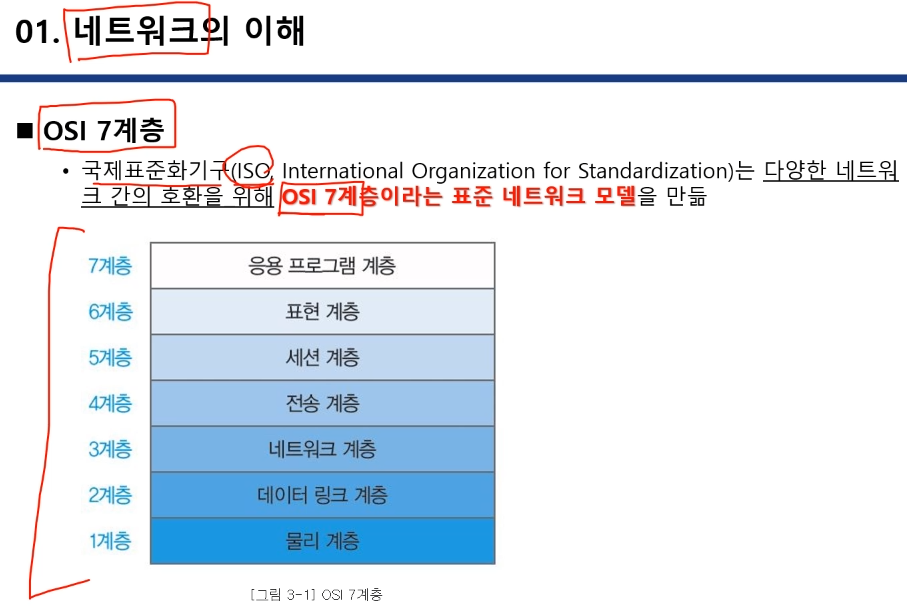 01. 네트워크의 이해
■ OSI 7계층
• 국제표준화기구(ISO, International Organization for Standardization)는 다양한 네트워
크 간의 호환을 위해 OSI 7계층이라는 표준 네트워크 모델을 만듦
7계층 응용 프로그램 계층
6계층 표현 계층
5계층 세션 계층
4계층 전송 계층
3계층 네트워크 계층
2계층 데이터 링크 계층
1계층 물리 계층
[그림 3-1] OSI 7계층